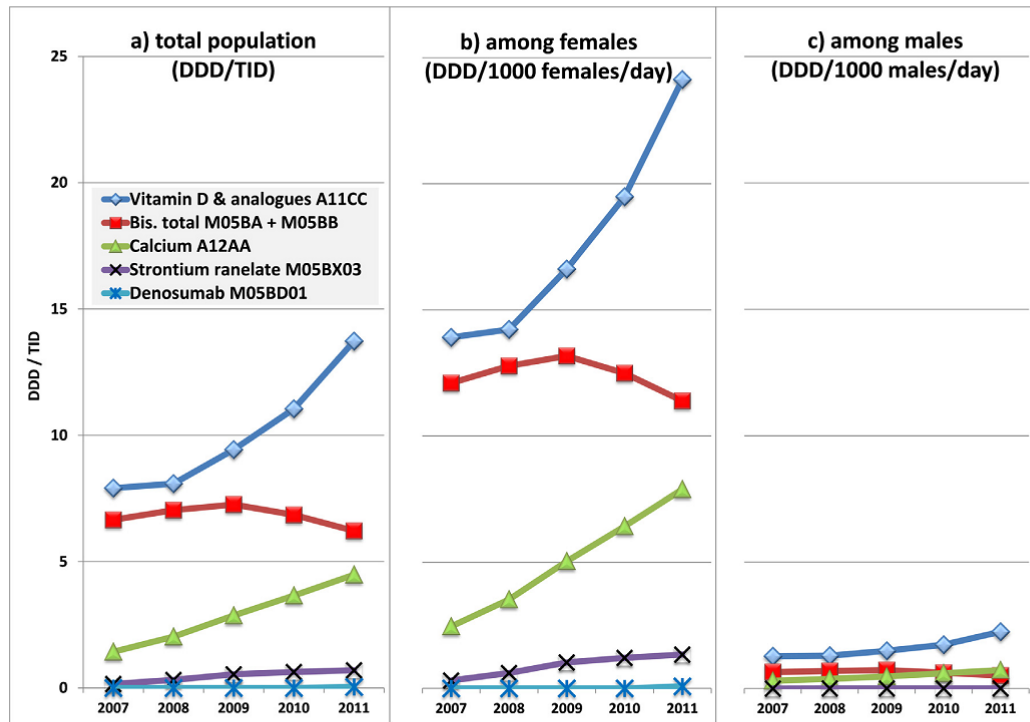 a) total population
(DDD/TID)
b) among females
(DDD/1000 females/day)
c) among males
(DDD/1000 males/day)
25
20
15
10
5
0
DDD / TID
Vitamin D & analogues A11CC
Bis. total M05BA + M05BB
Calcium A12AA
Strontium ranelate M05BX03
Denosumab M05BD01
2007 2008 2009 2010 2011
2007 2008 2009 2010 2011
2007 2008 2009 2010 2011